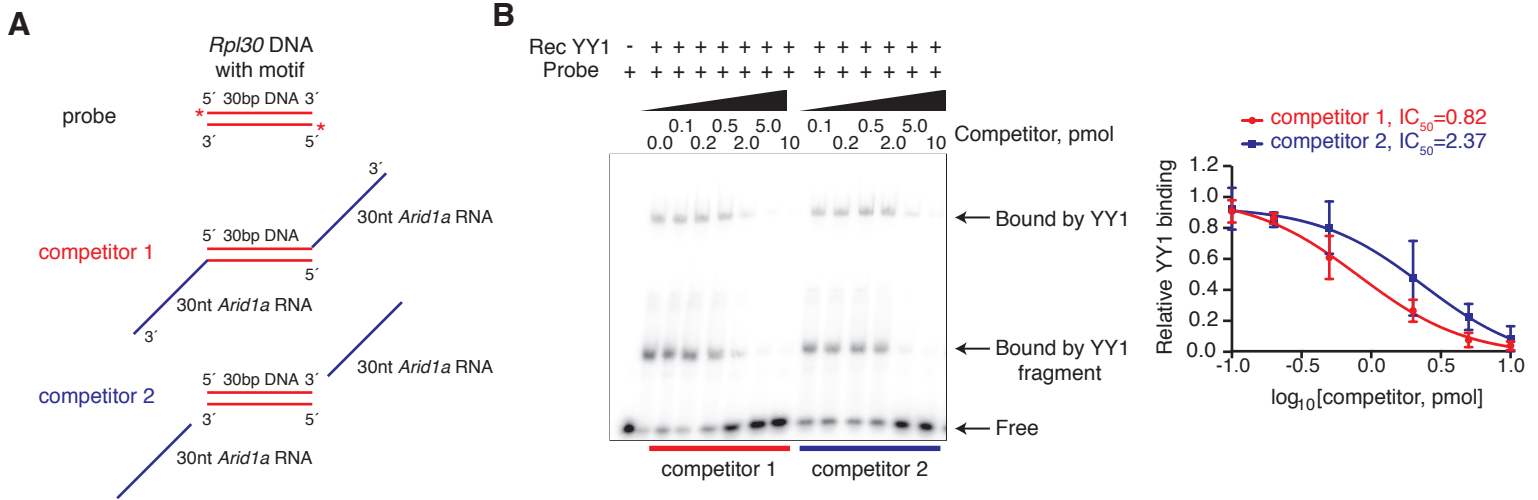 A
Rpl30 DNA
with motif
5´ 30bp DNA 3´
probe
*
*
3´ 5´
3´
30nt Arid1a RNA
5´ 30bp DNA
competitor 1
5´
30nt Arid1a RNA
3´
30nt Arid1a RNA
5´ 30bp DNA 3´
competitor 2
3´ 5´
30nt Arid1a RNA
B
Rec YY1 - + + + + + + + + + + + + +
Probe + + + + + + + + + + + + + +
0.1 0.5 5.0 0.1 0.5 5.0
0.0 0.2 2.0 10 0.2 2.0 10
Competitor, pmol
Bound by YY1
Bound by YY1
fragment
Free
competitor 1 competitor 2
competitor 1, IC50=0.82
competitor 2, IC50=2.37
Relative YY1 binding
1.2
1.0
0.8
0.6
0.4
0.2
0.0
-1.0 -0.5 0.0 0.5 1.0
log10[competitor, pmol]